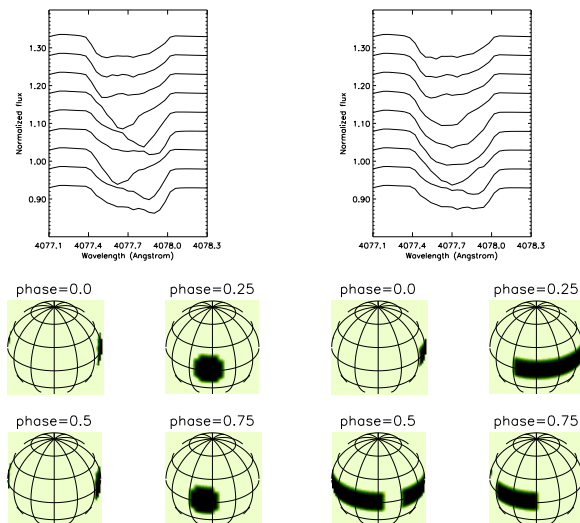 1.30
1.20
1.10
1.00
0.90
Normalized flux
4077.1 4077.4 4077.7 4078.0 4078.3
Wavelength (Angstrom)
1.30
1.20
1.10
1.00
0.90
Normalized flux
4077.1 4077.4 4077.7 4078.0 4078.3
Wavelength (Angstrom)
phase=0.0
phase=0.25
phase=0.0
phase=0.25
phase=0.5
phase=0.75
phase=0.5
phase=0.75